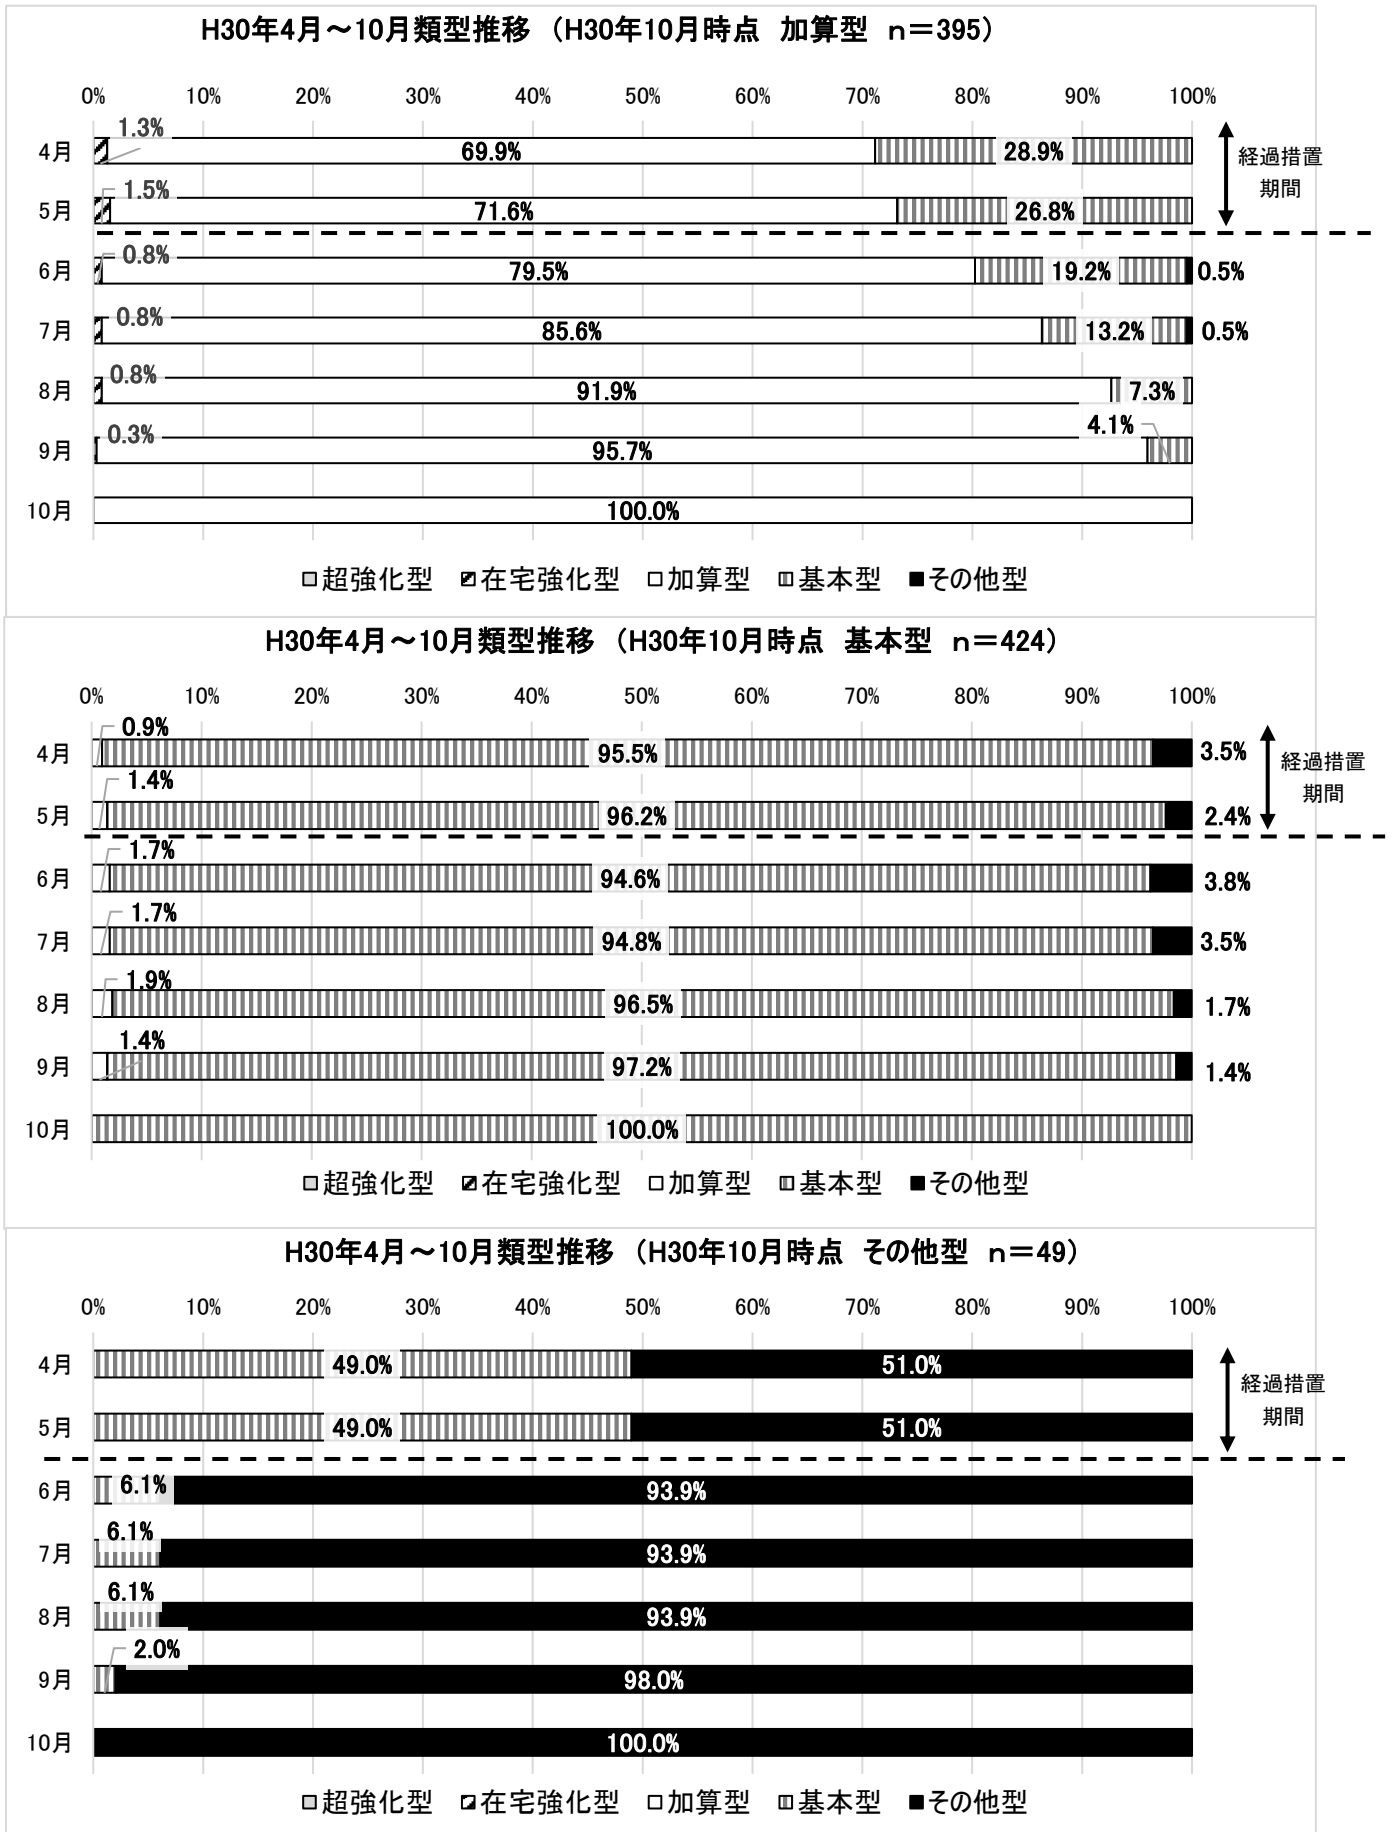 H30年4月～10月類型推移 （H30年10月時点　加算型　n＝395）
0% 10% 20% 30% 40% 50% 60% 70% 80% 90% 100%
4月 1.3% 69.9% 28.9%
経過措置
期間
5月 1.5% 71.6% 26.8%
6月 0.8% 79.5% 19.2% 0.5%
7月 0.8% 85.6% 13.2% 0.5%
8月 0.8% 91.9% 7.3%
9月 0.3% 95.7% 4.1%
10月 100.0%
超強化型 在宅強化型 加算型 基本型 その他型
H30年4月～10月類型推移 （H30年10月時点　基本型　n＝424）
0% 10% 20% 30% 40% 50% 60% 70% 80% 90% 100%
4月 0.9% 95.5% 3.5%
経過措置
期間
5月 1.4% 96.2% 2.4%
6月 1.7% 94.6% 3.8%
7月 1.7% 94.8% 3.5%
8月 1.9% 96.5% 1.7%
9月 1.4% 97.2% 1.4%
10月 100.0%
超強化型 在宅強化型 加算型 基本型 その他型
H30年4月～10月類型推移 （H30年10月時点　その他型　n＝49）
0% 10% 20% 30% 40% 50% 60% 70% 80% 90% 100%
4月 49.0% 51.0%
経過措置
期間
5月 49.0% 51.0%
6月 6.1% 93.9%
7月 6.1% 93.9%
8月 6.1% 93.9%
9月 2.0% 98.0%
10月 100.0%
超強化型 在宅強化型 加算型 基本型 その他型